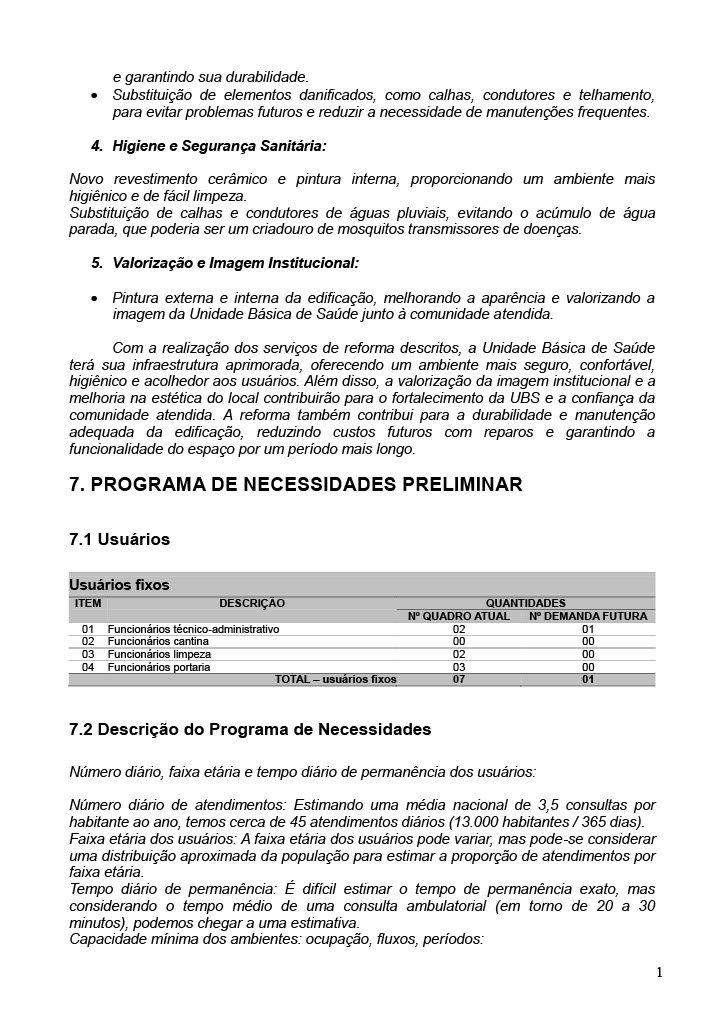 e garantindo sua durabilidade.
• Substituição de elementos danificados, como calhas, condutores e telhamento,
para evitar problemas futuros e reduzir a necessidade de manutenções frequentes.
4. Higiene e Segurança Sanitária:
Novo revestimento cerâmico e pintura interna, proporcionando um ambiente mais
higiênico e de fácil limpeza.
Substituição de calhas e condutores de águas pluviais, evitando o acúmulo de água
parada, que poderia ser um criadouro de mosquitos transmissores de doenças.
5. Valorização e Imagem Institucional:
• Pintura externa e interna da edificação, melhorando a aparência e valorizando a
imagem da Unidade Básica de Saúde junto à comunidade atendida.
Com a realização dos serviços de reforma descritos, a Unidade Básica de Saúde
terá sua infraestrutura aprimorada, oferecendo um ambiente mais seguro, confortável,
higiênico e acolhedor aos usuários. Além disso, a valorização da imagem institucional e a
melhoria na estética do local contribuirão para o fortalecimento da UBS e a confiança da
comunidade atendida. A reforma também contribui para a durabilidade e manutenção
adequada da edificação, reduzindo custos futuros com reparos e garantindo a
funcionalidade do espaço por um período mais longo.
7. PROGRAMA DE NECESSIDADES PRELIMINAR
7.1 Usuários
Usuários fixos
ITEM DESCRIÇÃO QUANTIDADES
Nº QUADRO ATUAL Nº DEMANDA FUTURA
01 Funcionários técnico-administrativo 02 01
02 Funcionários cantina 00 00
03 Funcionários limpeza 02 00
04 Funcionários portaria 03 00
TOTAL – usuários fixos 07 01
7.2 Descrição do Programa de Necessidades
Número diário, faixa etária e tempo diário de permanência dos usuários:
Número diário de atendimentos: Estimando uma média nacional de 3,5 consultas por
habitante ao ano, temos cerca de 45 atendimentos diários (13.000 habitantes / 365 dias).
Faixa etária dos usuários: A faixa etária dos usuários pode variar, mas pode-se considerar
uma distribuição aproximada da população para estimar a proporção de atendimentos por
faixa etária.
Tempo diário de permanência: É difícil estimar o tempo de permanência exato, mas
considerando o tempo médio de uma consulta ambulatorial (em torno de 20 a 30
minutos), podemos chegar a uma estimativa.
Capacidade mínima dos ambientes: ocupação, fluxos, períodos:
1